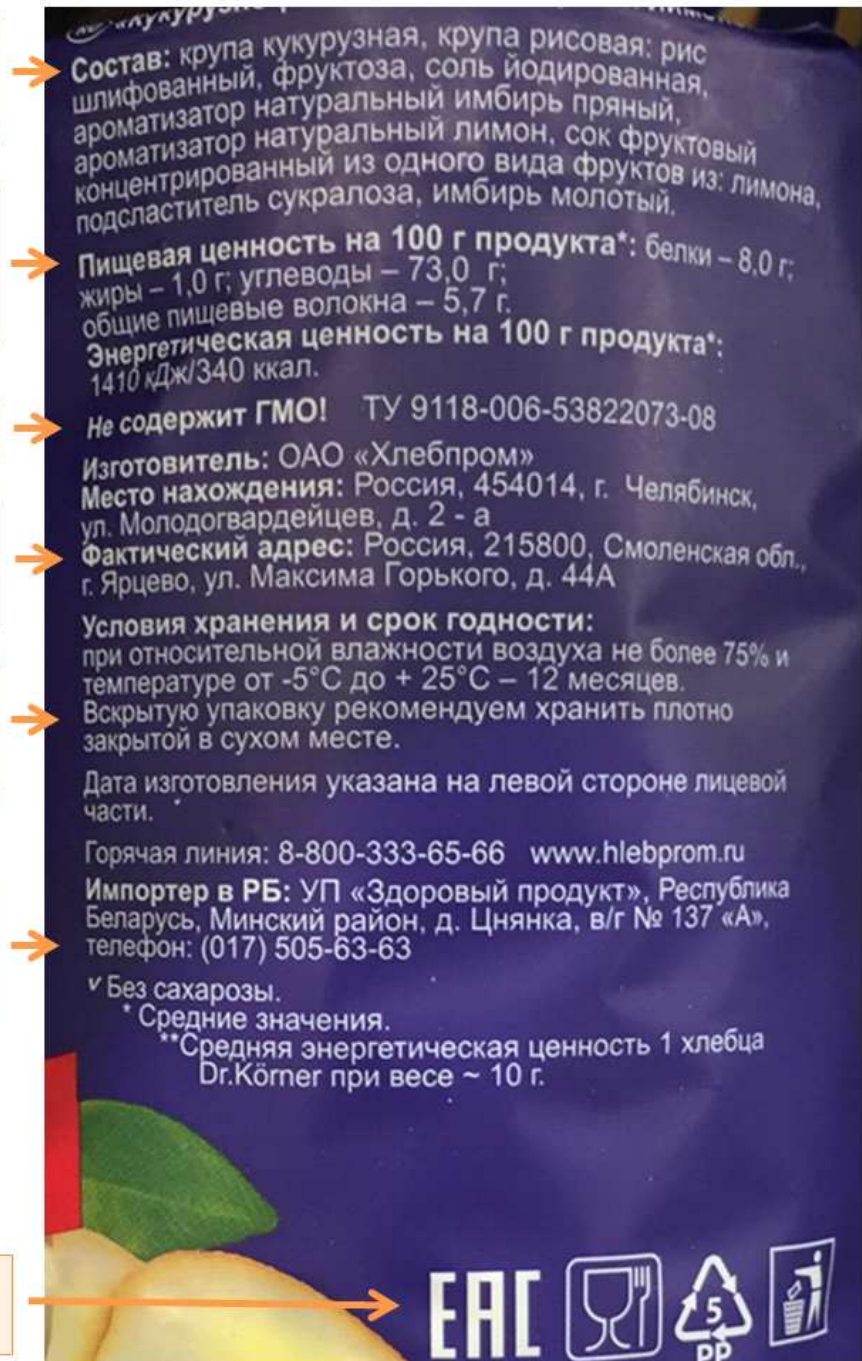 «кукурузно-
Состав: крупа кукурузная, крупа рисовая: рис
шлифованный, фруктоза, соль йодированная,
ароматизатор натуральный имбирь пряный,
ароматизатор натуральный лимон, сок фруктовый
концентрированный из одного вида фруктов из: лимона,
подсластитель сукралоза, имбирь молотый.
Пищевая ценность на 100 г продукта*: белки – 8,0 г;
жиры – 1,0 г; углеводы – 73,0 г;
общие пищевые волокна – 5,7 г.
Энергетическая ценность на 100 г продукта*:
1410 кДж/340 ккал.
Не содержит ГМО! ТУ 9118-006-53822073-08
Изготовитель: ОАО «Хлебпром»
Место нахождения: Россия, 454014, г. Челябинск,
ул. Молодогвардейцев, д. 2 - а
Фактический адрес: Россия, 215800, Смоленская обл.,
г. Ярцево, ул. Максима Горького, д. 44А
Условия хранения и срок годности:
при относительной влажности воздуха не более 75% и
температуре от -5°С до + 25°С – 12 месяцев.
Вскрытую упаковку рекомендуем хранить плотно
закрытой в сухом месте.
Дата изготовления указана на левой стороне лицевой
части.
Горячая линия: 8-800-333-65-66 www.hlebprom.ru
Импортер в РБ: УП «Здоровый продукт», Республика
Беларусь, Минский район, д. Цнянка, в/г № 137 «А»,
телефон: (017) 505-63-63
v Без сахарозы.
* Средние значения.
**Средняя энергетическая ценность 1 хлебца
Dr.Körner при весе ~ 10 г.
EAC 5
PP